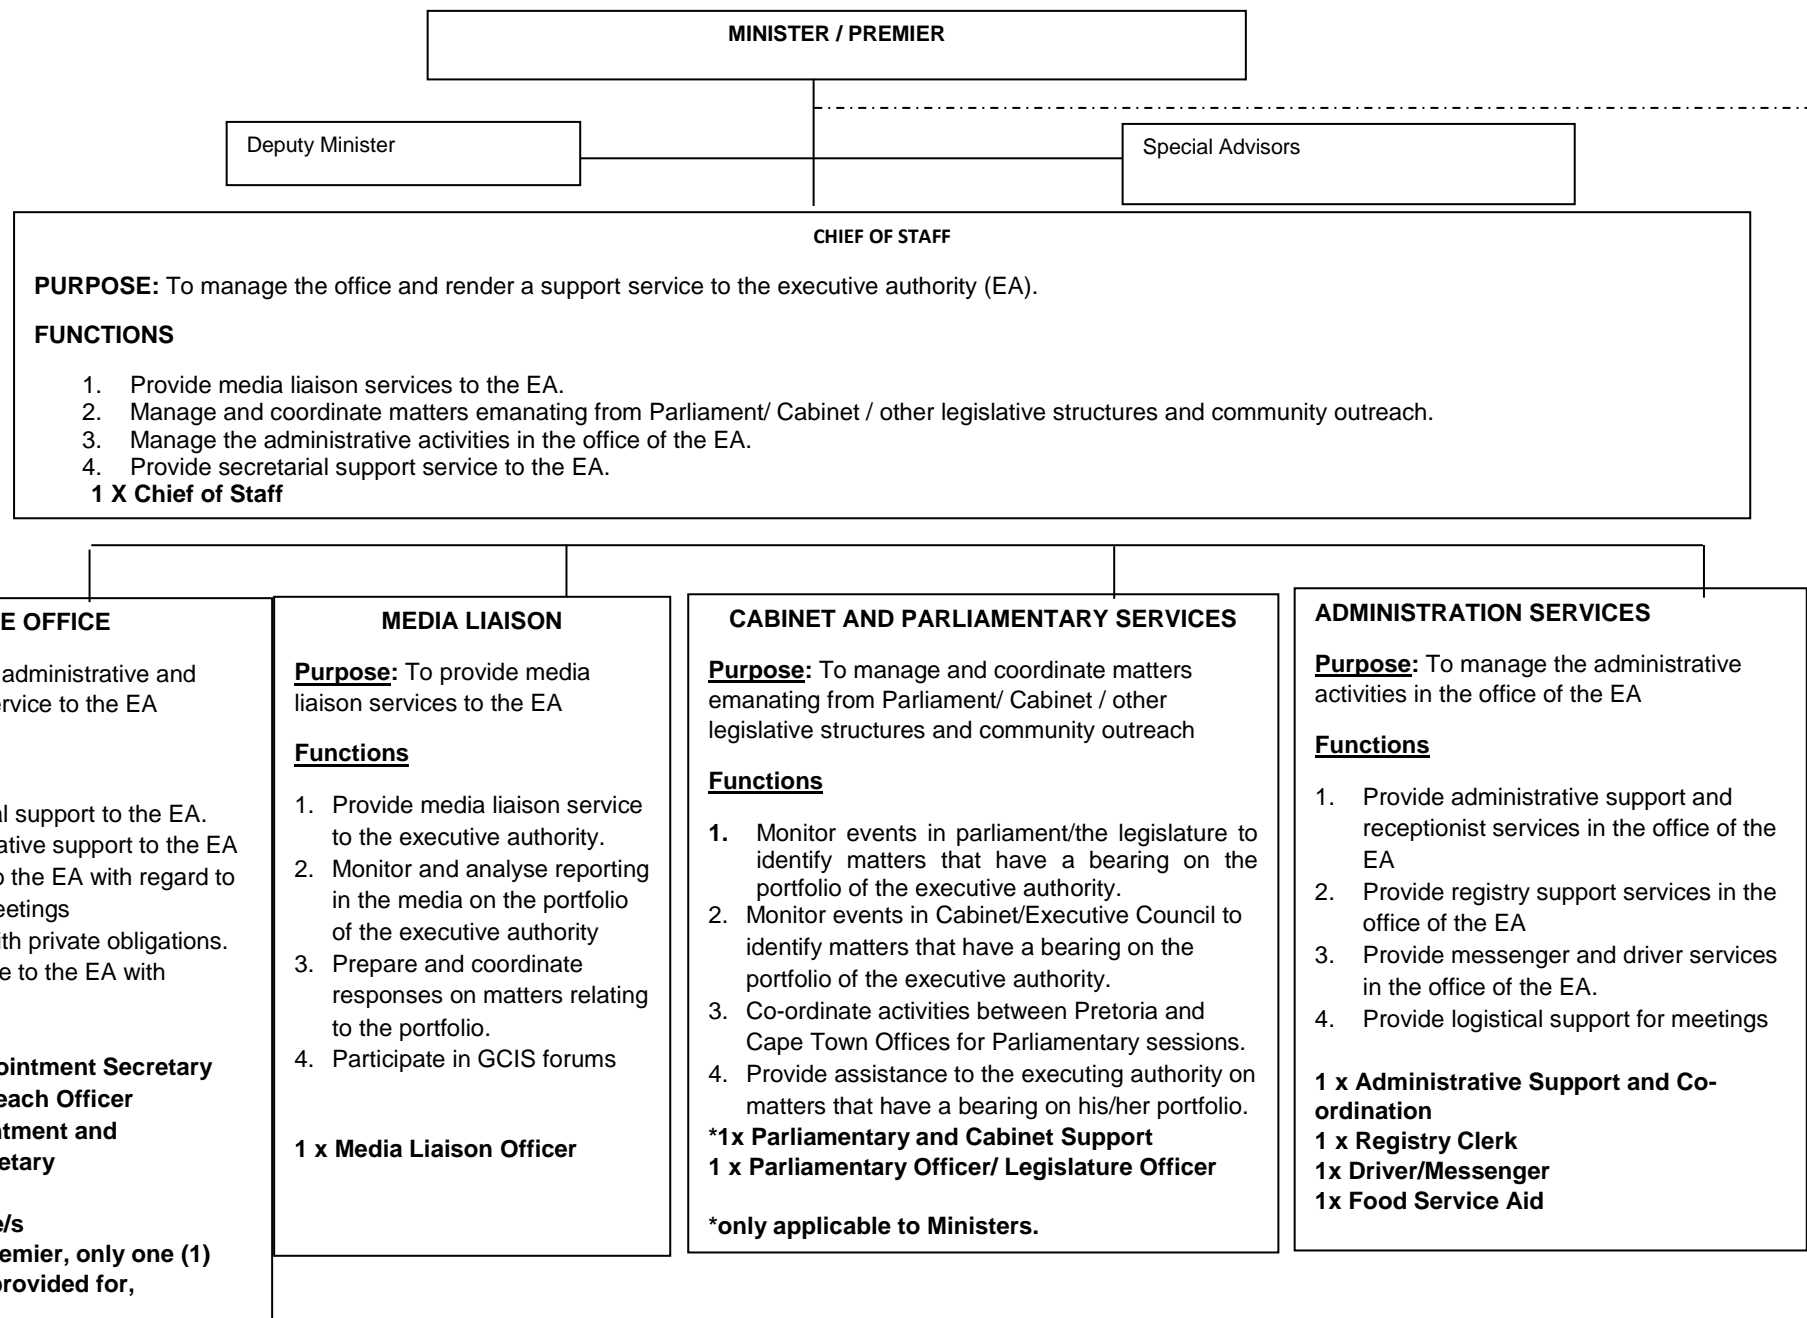 MINISTER / PREMIER
Deputy Minister
Special Advisors
CHIEF OF STAFF
PURPOSE: To manage the office and render a support service to the executive authority (EA).
FUNCTIONS
1. Provide media liaison services to the EA.
2. Manage and coordinate matters emanating from Parliament/ Cabinet / other legislative structures and community outreach.
3. Manage the administrative activities in the office of the EA.
4. Provide secretarial support service to the EA.
1 X Chief of Staff
E OFFICE
administrative and
ervice to the EA
al support to the EA.
ative support to the EA
o the EA with regard to
eetings
ith private obligations.
e to the EA with
ointment Secretary
each Officer
ntment and
etary
e/s
emier, only one (1)
provided for,
MEDIA LIAISON
Purpose: To provide media
liaison services to the EA
Functions
1. Provide media liaison service
to the executive authority.
2. Monitor and analyse reporting
in the media on the portfolio
of the executive authority
3. Prepare and coordinate
responses on matters relating
to the portfolio.
4. Participate in GCIS forums
1 x Media Liaison Officer
CABINET AND PARLIAMENTARY SERVICES
Purpose: To manage and coordinate matters
emanating from Parliament/ Cabinet / other
legislative structures and community outreach
Functions
1. Monitor events in parliament/the legislature to
identify matters that have a bearing on the
portfolio of the executive authority.
2. Monitor events in Cabinet/Executive Council to
identify matters that have a bearing on the
portfolio of the executive authority.
3. Co-ordinate activities between Pretoria and
Cape Town Offices for Parliamentary sessions.
4. Provide assistance to the executing authority on
matters that have a bearing on his/her portfolio.
*1x Parliamentary and Cabinet Support
1 x Parliamentary Officer/ Legislature Officer
*only applicable to Ministers.
ADMINISTRATION SERVICES
Purpose: To manage the administrative
activities in the office of the EA
Functions
1. Provide administrative support and
receptionist services in the office of the
EA
2. Provide registry support services in the
office of the EA
3. Provide messenger and driver services
in the office of the EA.
4. Provide logistical support for meetings
1 x Administrative Support and Co-
ordination
1 x Registry Clerk
1x Driver/Messenger
1x Food Service Aid